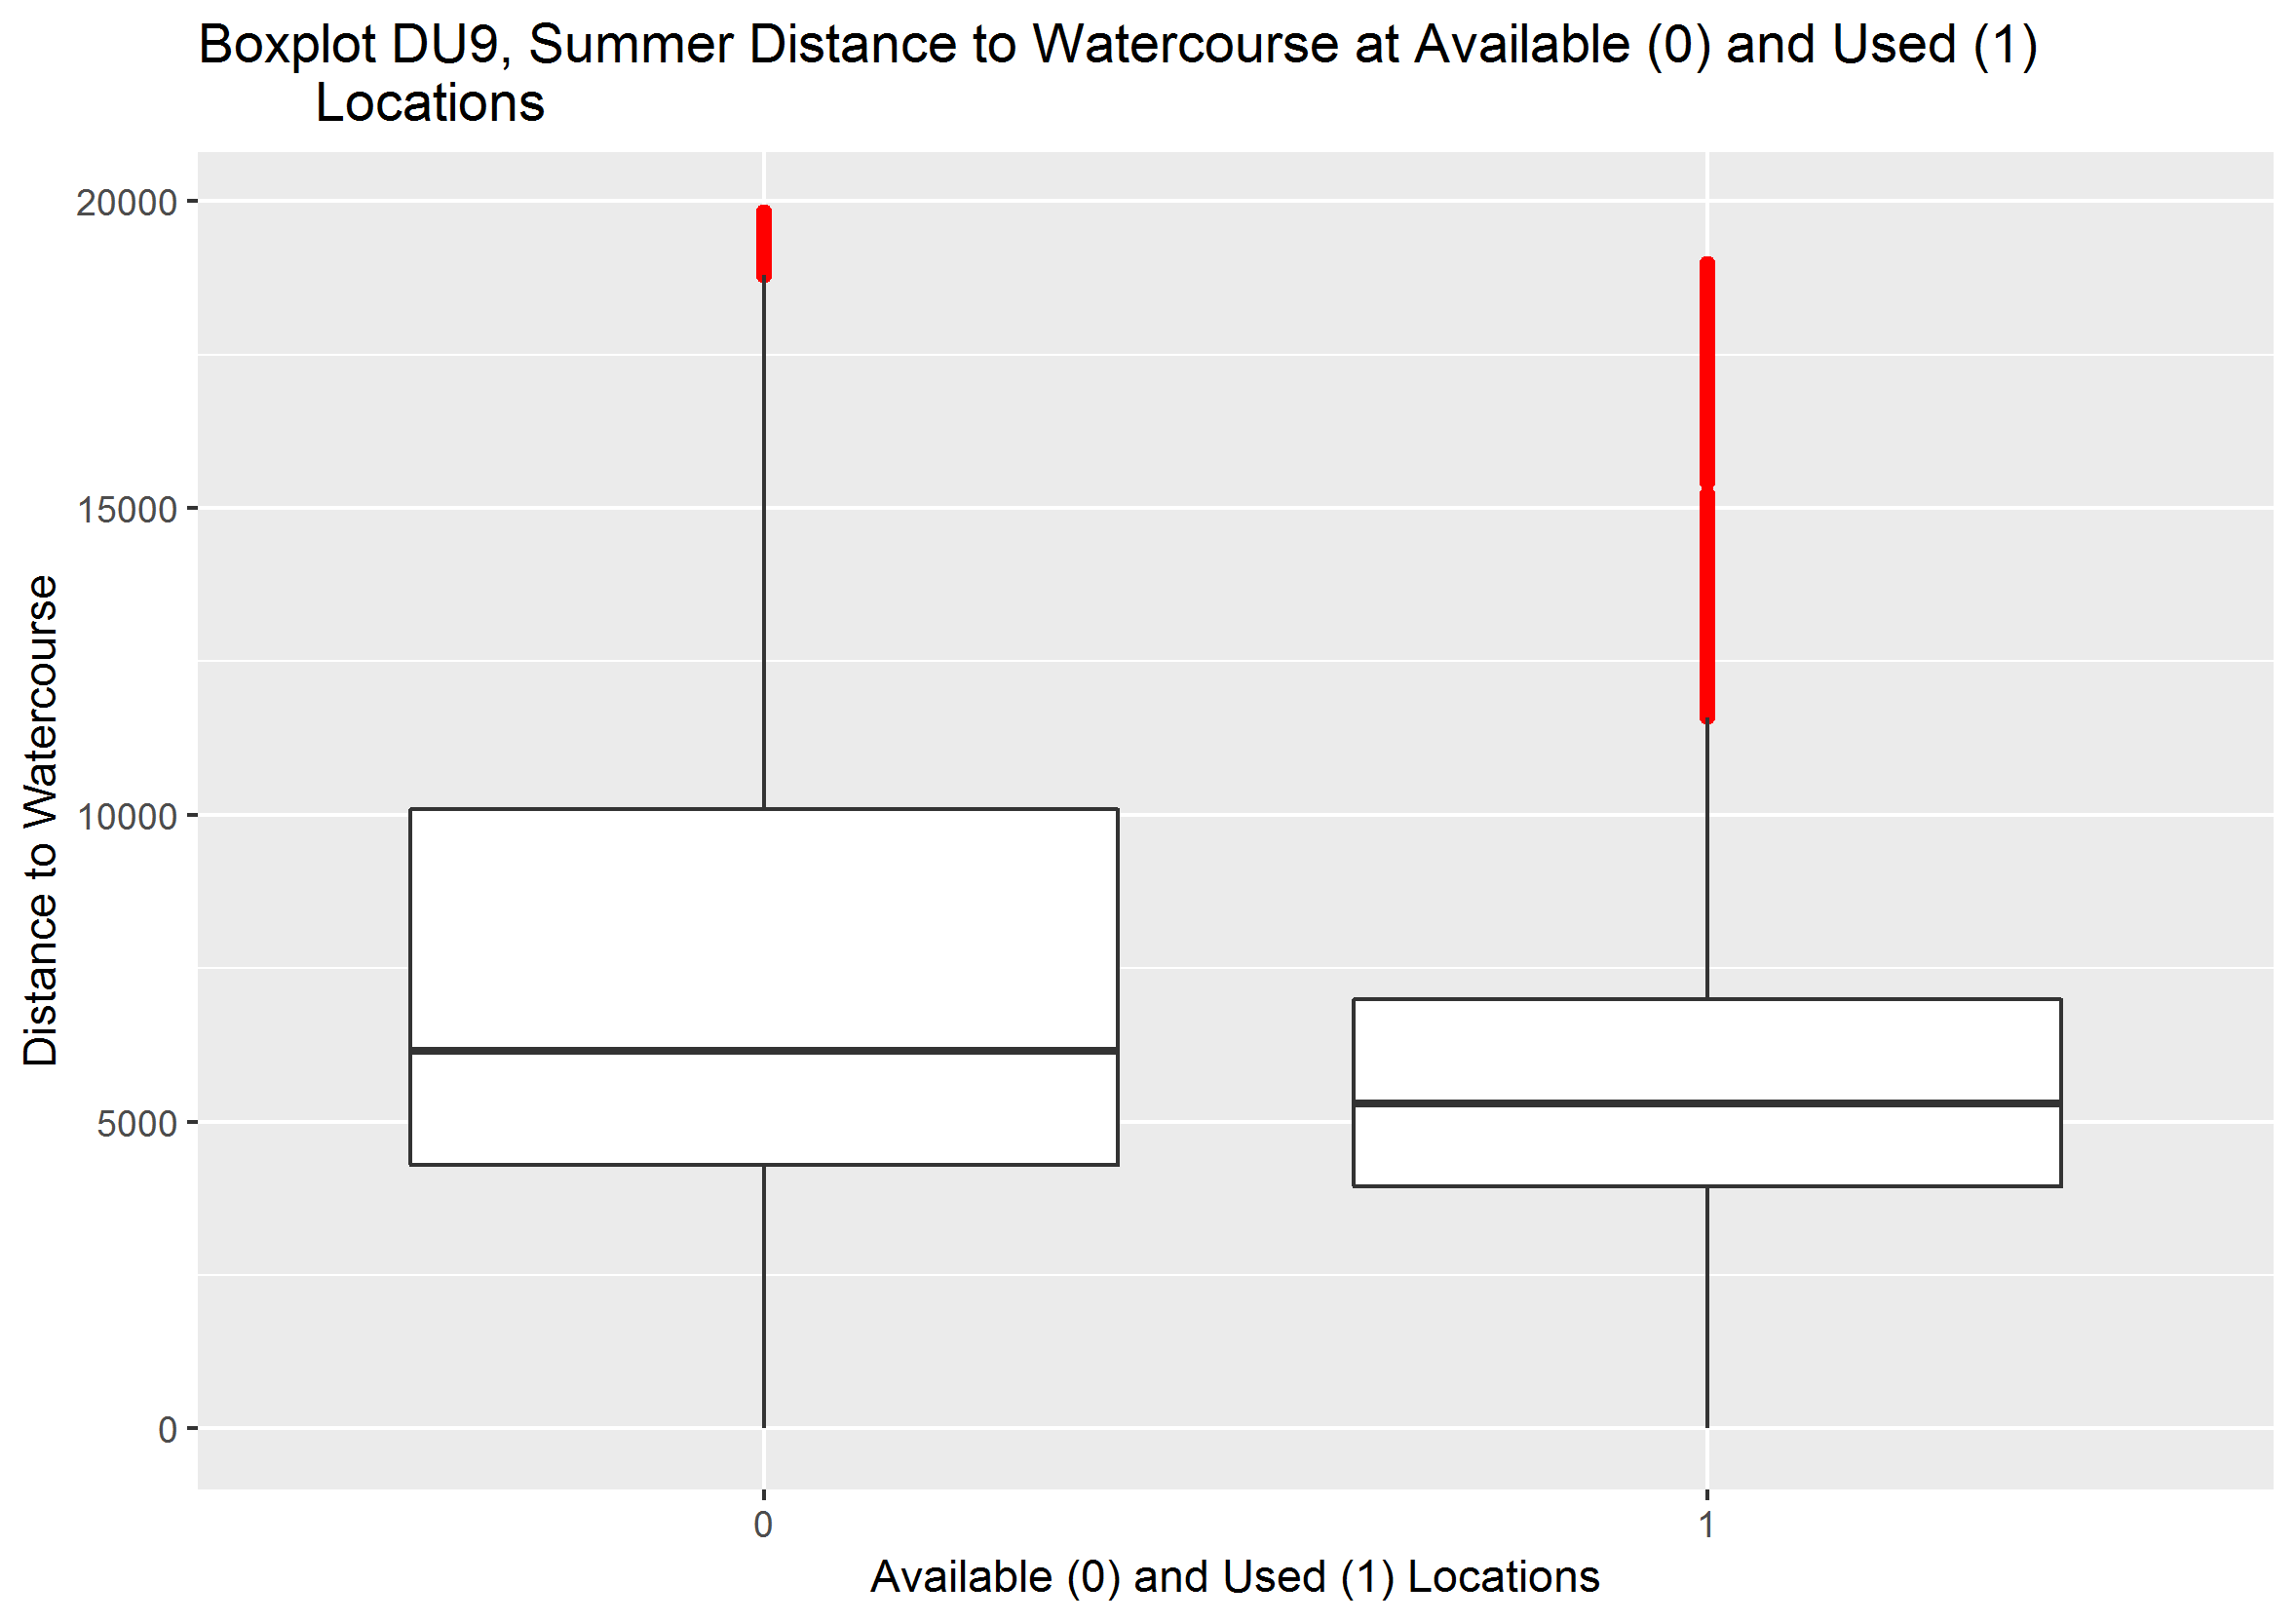 Boxplot DU9, Summer Distance to Watercourse at Available (0) and Used (1)
Locations
20000
15000
10000
5000
0
Distance to Watercourse
0 1
Available (0) and Used (1) Locations